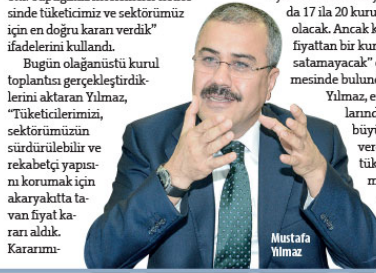 sinde tüketicimiz ve sektörümüz
için en doğru kararı verdik”
ifadelerini kullandı.
Bugün olağanüstü kurul
toplantısı gerçekleştirdik-
lerini aktaran Yılmaz,
“Tüketicilerimizi,
sektörümüzün
sürdürülebilir ve
rekabetçi yapısı-
nı korumak için
akaryakıtta ta-
van fiyat ka-
rarı aldık.
Kararımı-
da 17 ila 20 kuru
olacak. Ancak k
fiyattan bir kur
satamayacak”
mesinde bulun
Yılmaz, e
larınd
büyü
ver
tük
m
Mustafa
Yılmaz